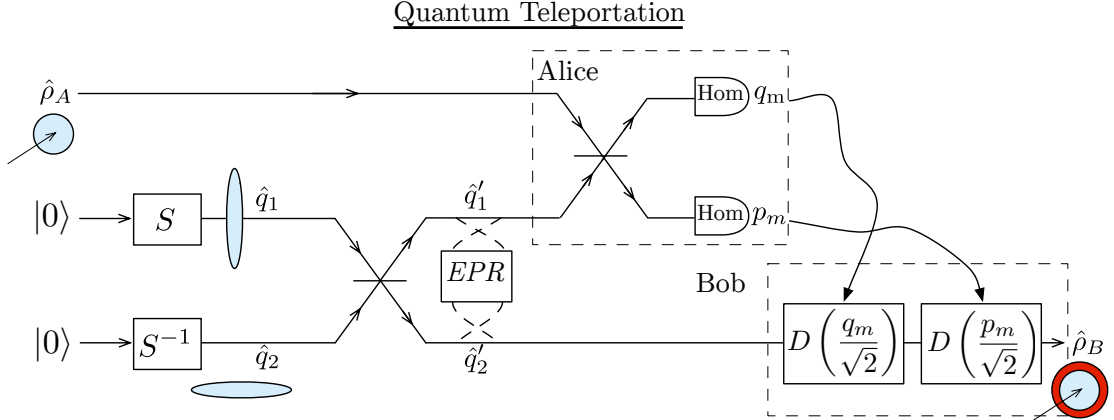 Quantum Teleportation
Alice
ρ̂_A
Hom q_m
|0⟩ S q̂_1 q̂′_1 Hom p_m
EPR
Bob
|0⟩ S⁻¹ q̂_2 q̂′_2 D(q_m/√2) D(p_m/√2) ρ̂_B